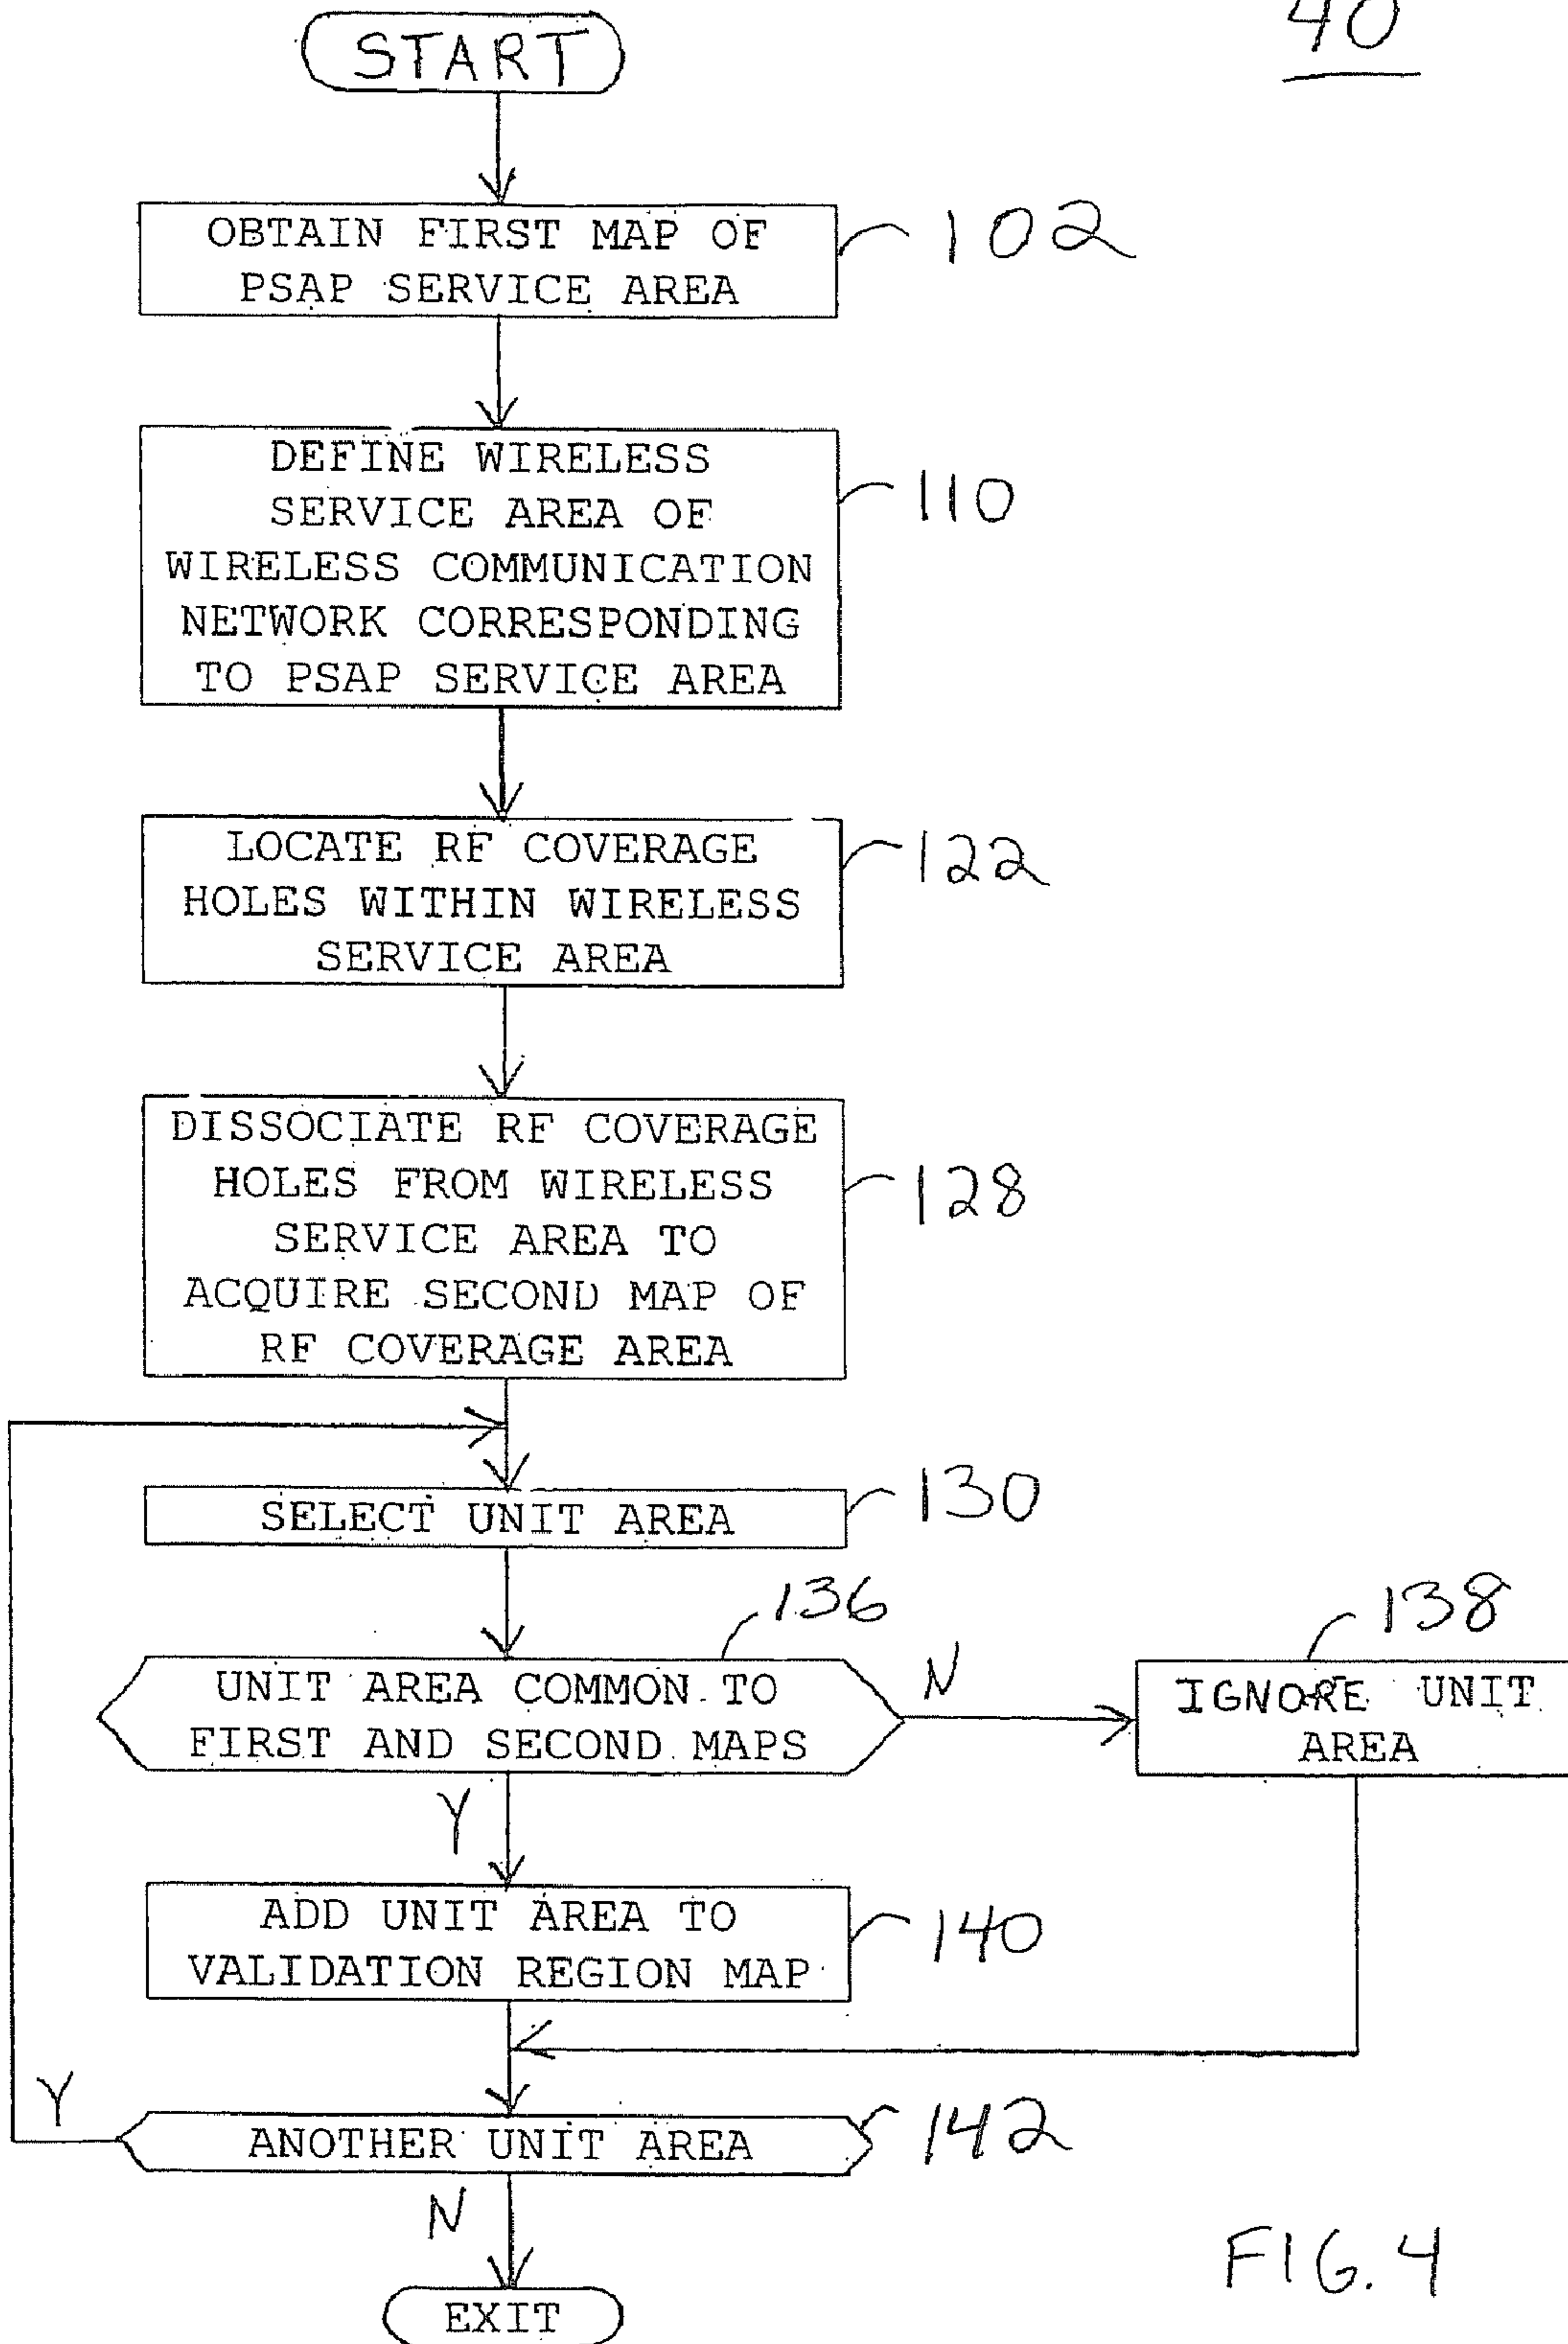 40
START
OBTAIN FIRST MAP OF
PSAP SERVICE AREA
102
DEFINE WIRELESS
SERVICE AREA OF
WIRELESS COMMUNICATION
NETWORK CORRESPONDING
TO PSAP SERVICE AREA
110
LOCATE RF COVERAGE
HOLES WITHIN WIRELESS
SERVICE AREA
122
DISSOCIATE RF COVERAGE
HOLES FROM WIRELESS
SERVICE AREA TO
ACQUIRE SECOND MAP OF
RF COVERAGE AREA
128
SELECT UNIT AREA
130
136
UNIT AREA COMMON TO
FIRST AND SECOND MAPS
N
138
IGNORE UNIT
AREA
Y
ADD UNIT AREA TO
VALIDATION REGION MAP
140
Y
ANOTHER UNIT AREA
142
N
EXIT
FIG. 4